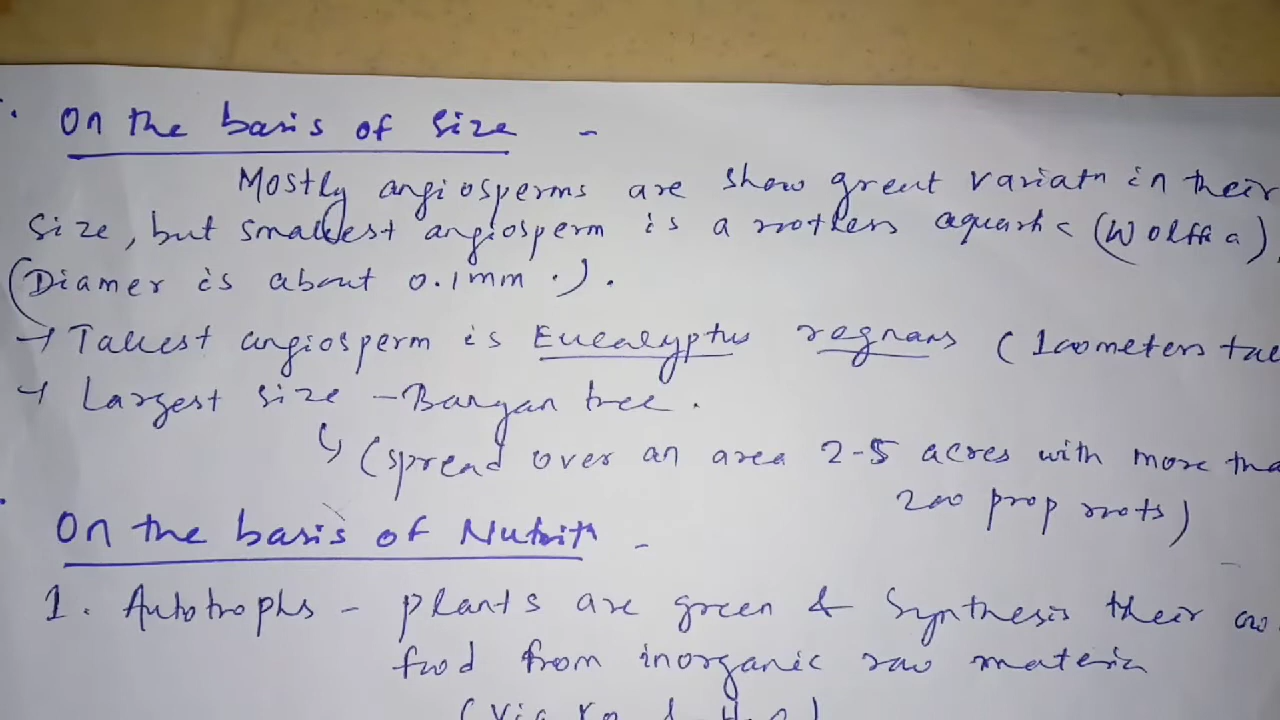 On the basis of Size -
Mostly angiosperms are show great variatn in their
size, but smallest angiosperm is a rootless aquatic (Wolffia),
(Diamer is about 0.1mm.).
→ Tallest angiosperm is Eucalyptus regnans (100meters tal
→ Largest size - Banyan tree.
↳ (spread over an area 2-5 acres with more tha
200 prop roots)
On the basis of Nutritn -
1. Autotrophs - plants are green & Synthesis their ow
food from inorganic raw materia